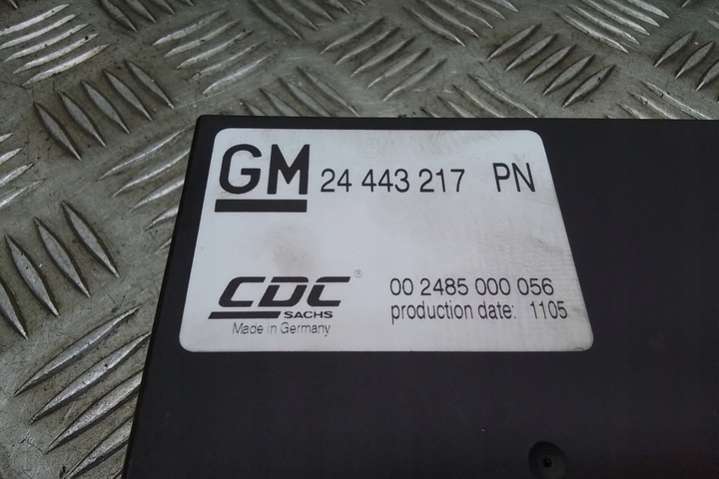 GM 24 443 217 PN
CDC®
SACHS
Made in Germany
00 2485 000 056
production date: 1105